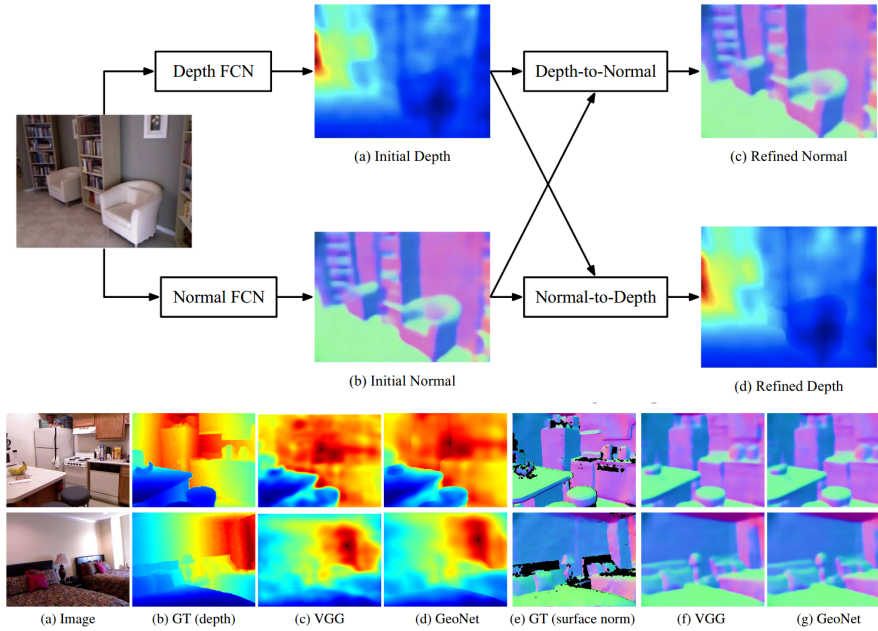 Depth FCN
Depth-to-Normal
(a) Initial Depth
(c) Refined Normal
Normal FCN
Normal-to-Depth
(b) Initial Normal
(d) Refined Depth
(a) Image
(b) GT (depth)
(c) VGG
(d) GeoNet
(e) GT (surface norm)
(f) VGG
(g) GeoNet